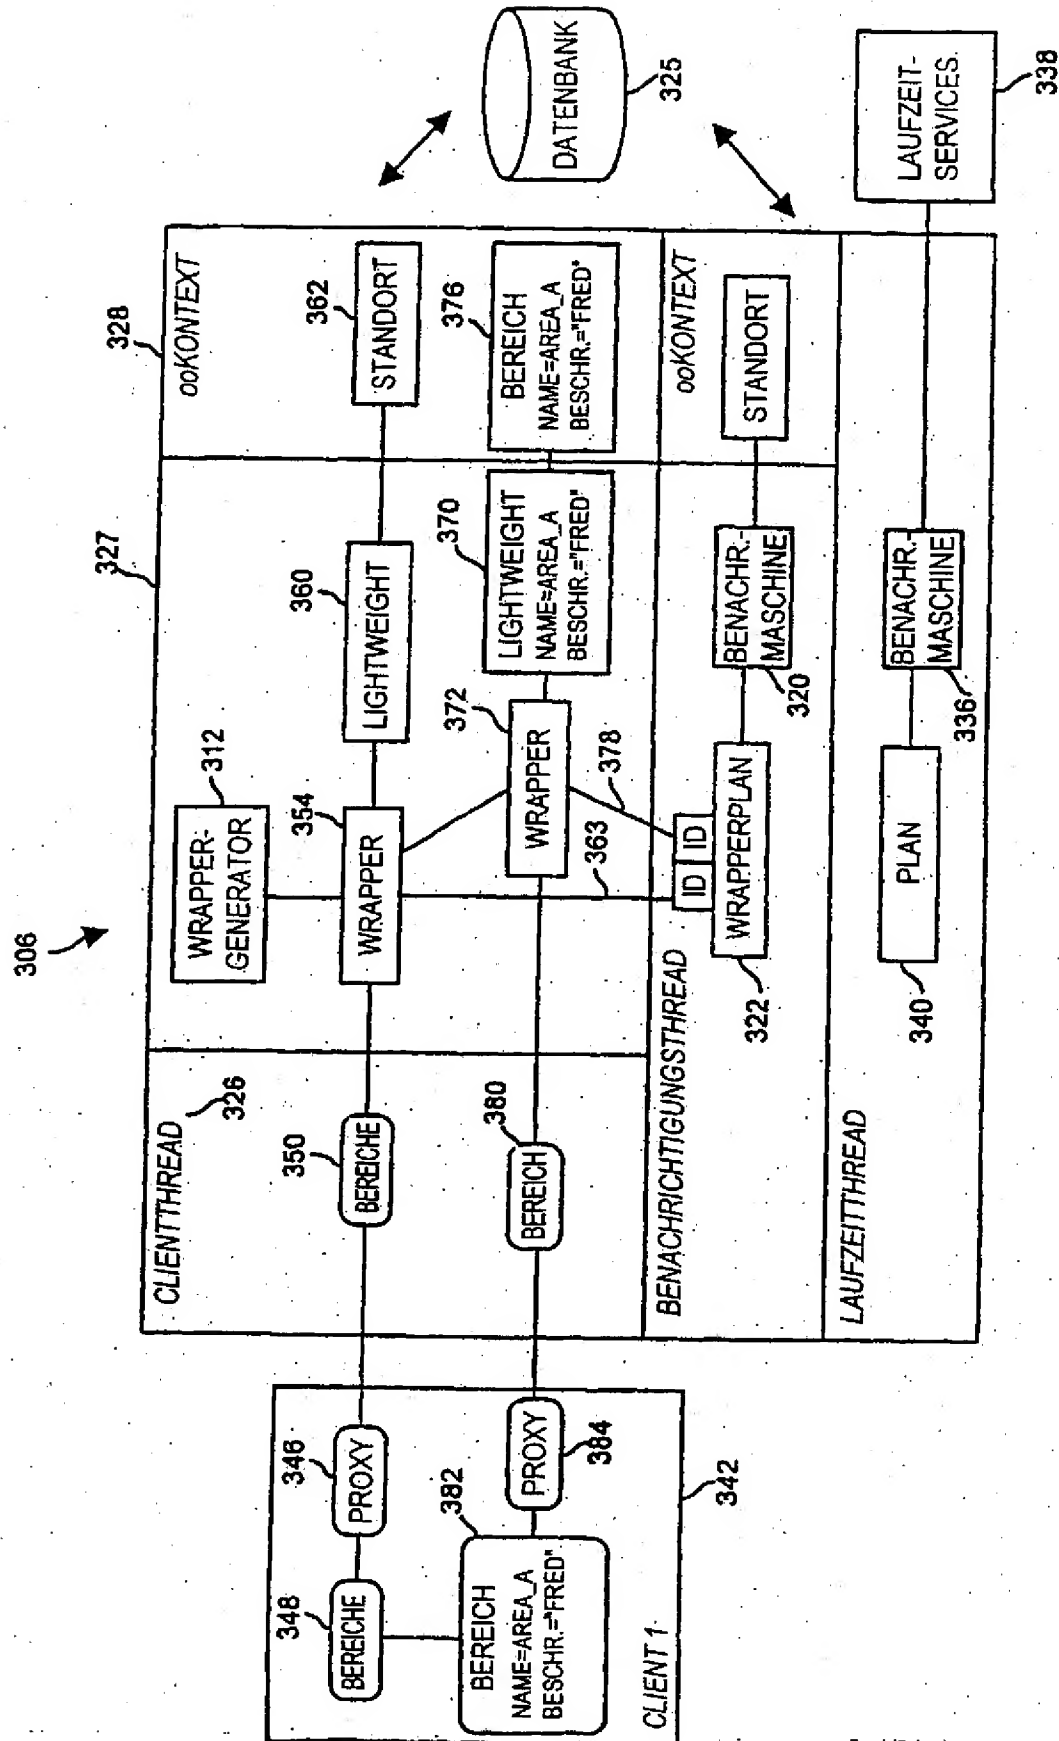 306
CLIENT 1
342
348
BEREICHE
346
PROXY
382
BEREICH
NAME=AREA_A
BESCHR.="FRED"
PROXY
384
CLIENTTHREAD
326
350
BEREICHE
380
BEREICH
327
WRAPPER-
GENERATOR
312
354
WRAPPER
360
LIGHTWEIGHT
372
WRAPPER
370
LIGHTWEIGHT
NAME=AREA_A
BESCHR.="FRED"
363
378
328
ooKONTEXT
362
STANDORT
376
BEREICH
NAME=AREA_A
BESCHR.="FRED"
DATENBANK
325
BENACHRICHTIGUNGSTHREAD
ID
ID
WRAPPERPLAN
322
BENACHR.-
MASCHINE
320
ooKONTEXT
STANDORT
LAUFZEITTHREAD
PLAN
340
BENACHR.-
MASCHINE
336
LAUFZEIT-
SERVICES
338